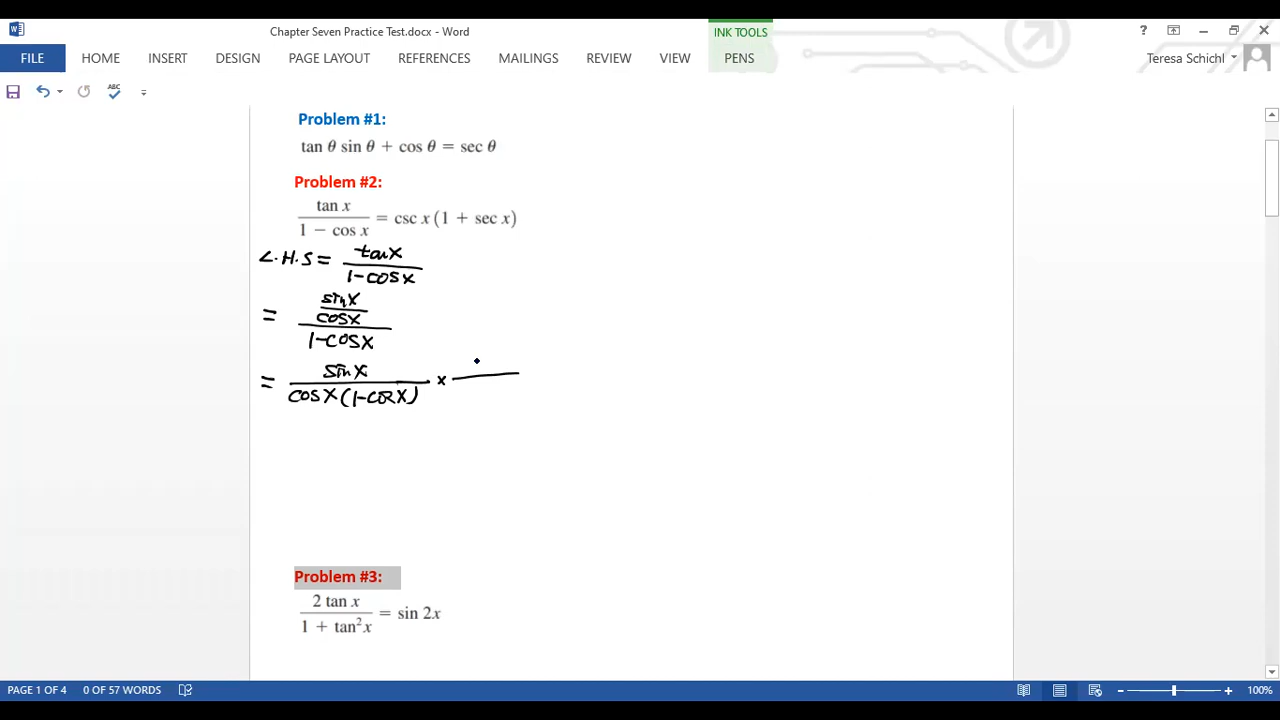 Chapter Seven Practice Test.docx - Word
INK TOOLS
?
FILE HOME INSERT DESIGN PAGE LAYOUT REFERENCES MAILINGS REVIEW VIEW PENS Teresa Schichl
ABC
Problem #1:
tan θ sin θ + cos θ = sec θ
Problem #2:
tan x / 1 − cos x = csc x (1 + sec x)
L.H.S = tanx / 1-cosx
= sinx / cosx / 1-cosx
= sinx / cosx(1-cosx) ×
Problem #3:
2 tan x / 1 + tan²x = sin 2x
PAGE 1 OF 4 0 OF 57 WORDS 100%